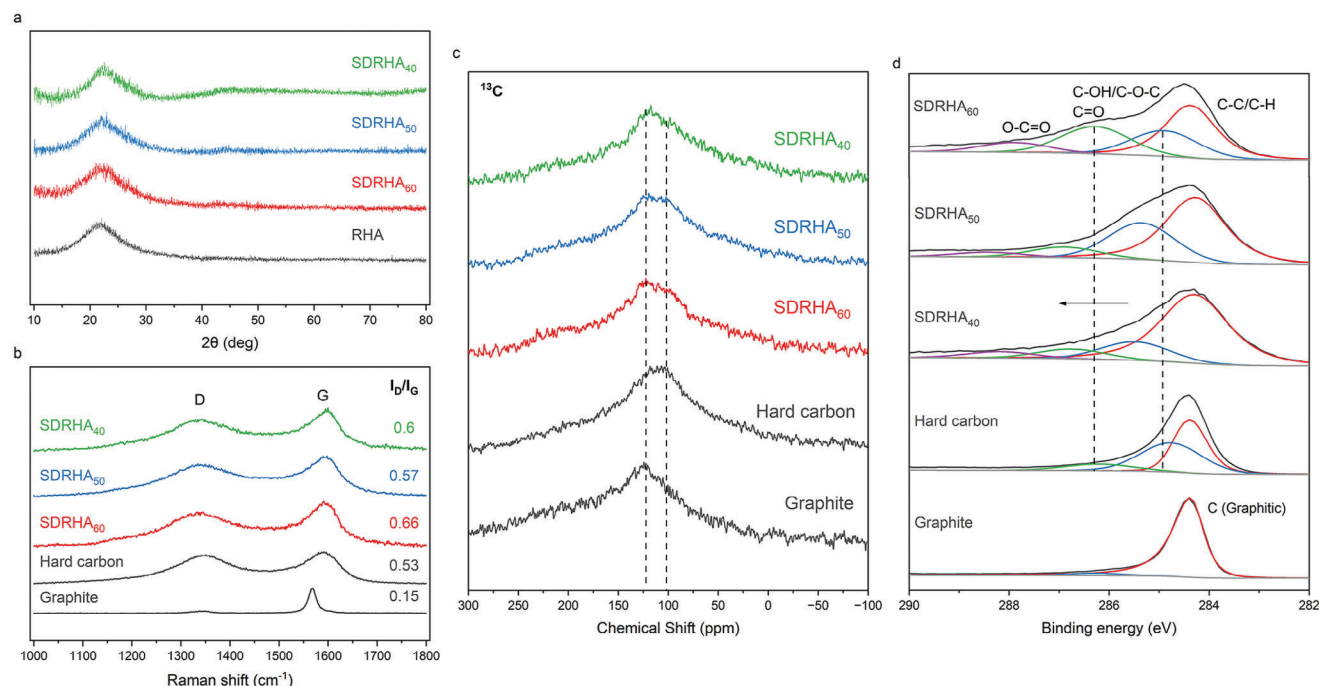 a
SDRHA₄₀
SDRHA₅₀
SDRHA₆₀
RHA
10 20 30 40 50 60 70 80
2θ (deg)
b
D G I_D/I_G
SDRHA₄₀ 0.6
SDRHA₅₀ 0.57
SDRHA₆₀ 0.66
Hard carbon 0.53
Graphite 0.15
1000 1100 1200 1300 1400 1500 1600 1700 1800
Raman shift (cm⁻¹)
c
¹³C
SDRHA₄₀
SDRHA₅₀
SDRHA₆₀
Hard carbon
Graphite
300 250 200 150 100 50 0 -50 -100
Chemical Shift (ppm)
d
SDRHA₆₀
O-C=O
C-OH/C-O-C
C=O
C-C/C-H
SDRHA₅₀
SDRHA₄₀
Hard carbon
Graphite
C (Graphitic)
290 288 286 284 282
Binding energy (eV)